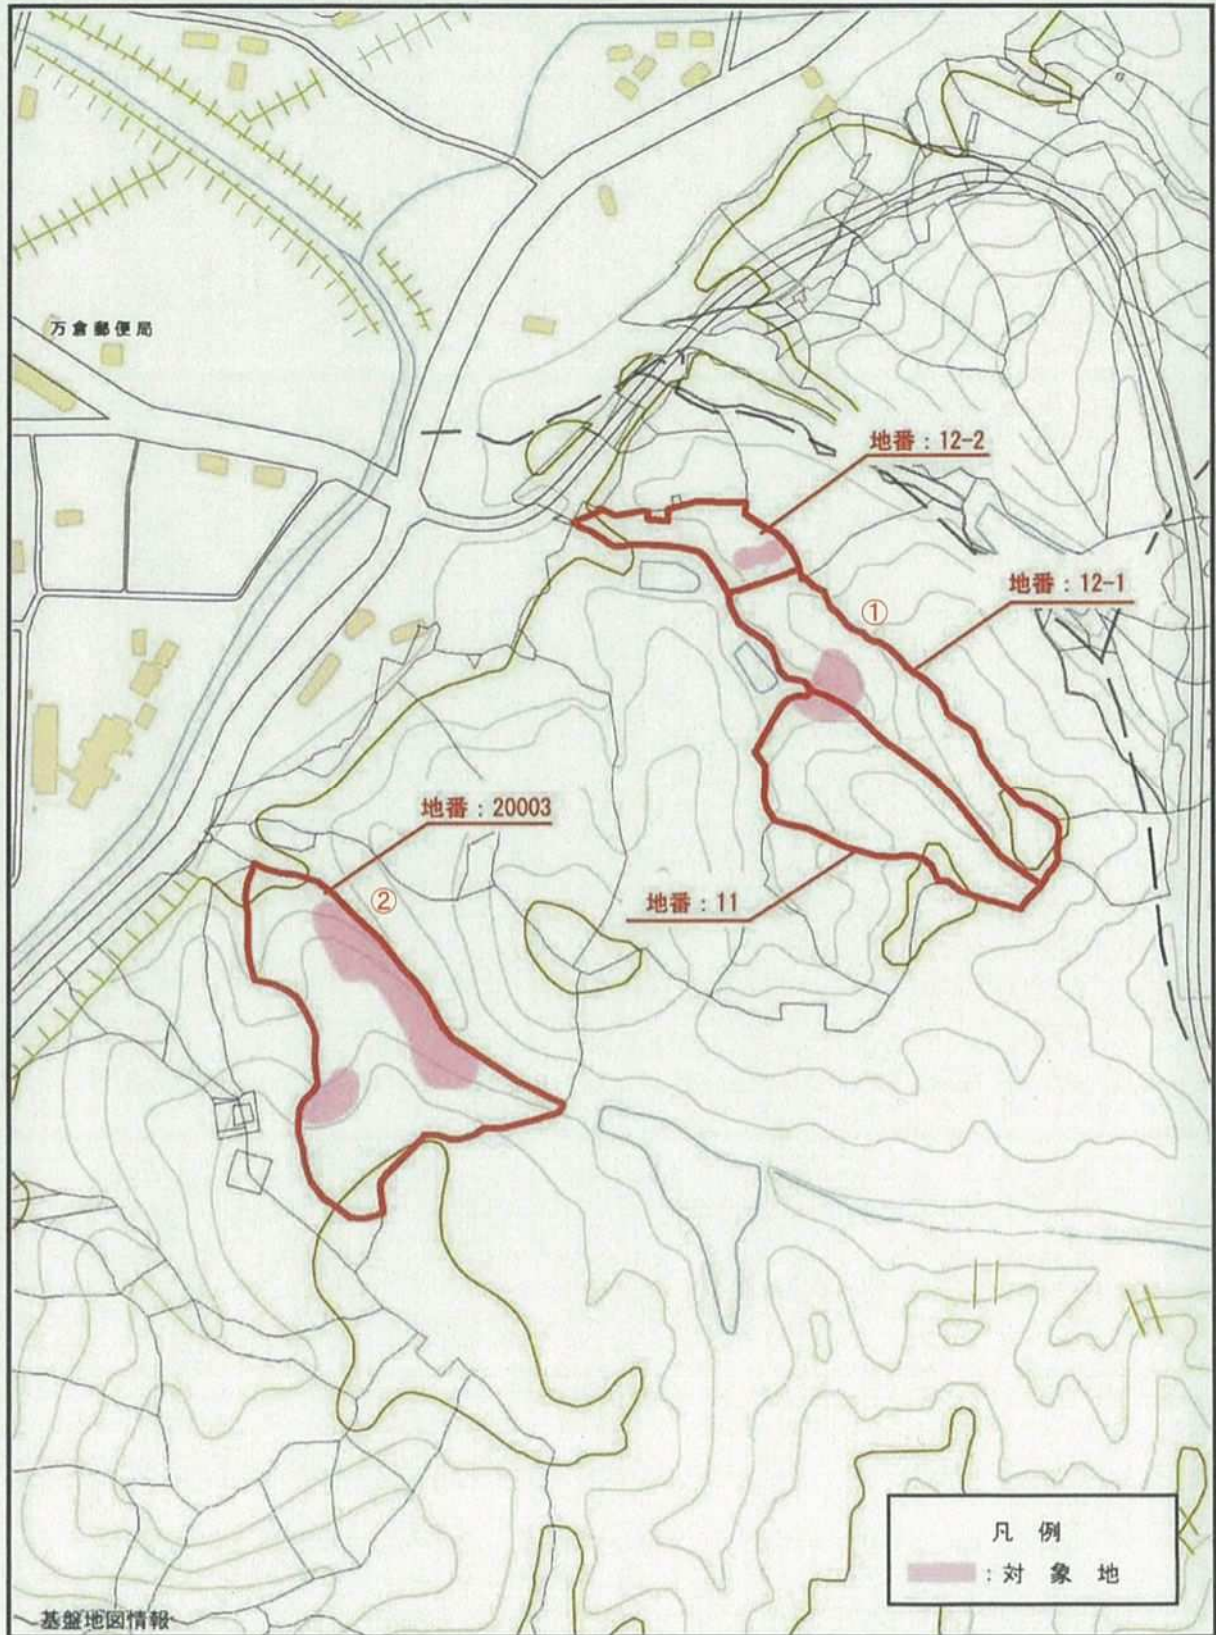 万倉郵便局
地番：12-2
地番：12-1
①
地番：20003
②
地番：11
凡 例
：対 象 地
基盤地図情報